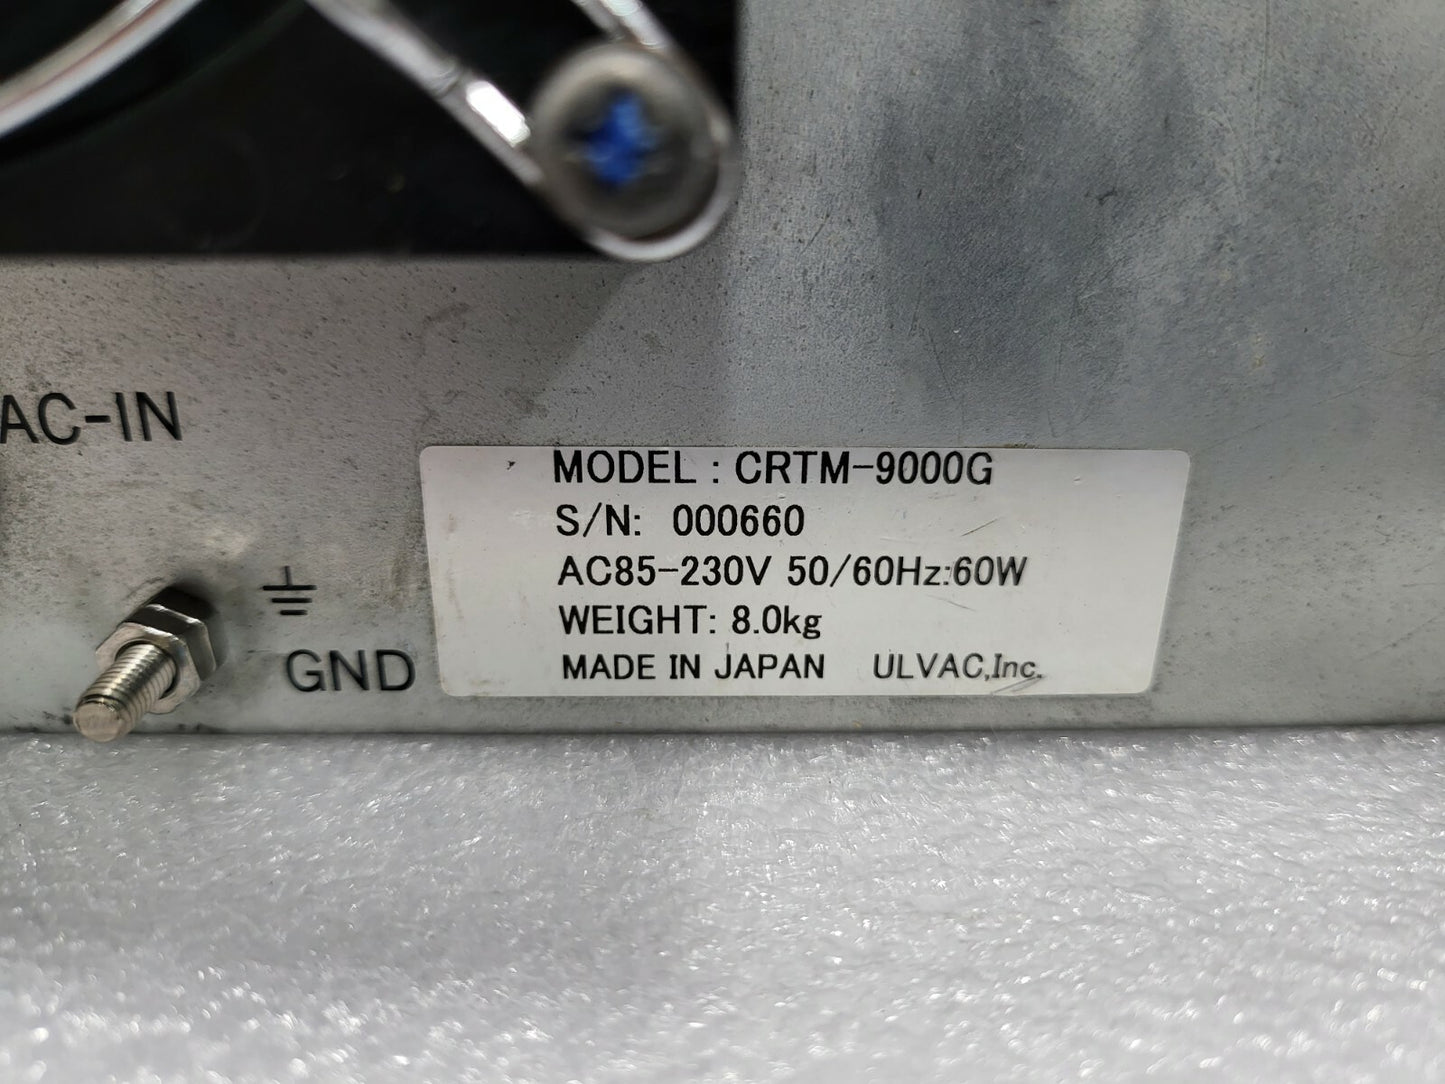 AC-IN
GND
MODEL : CRTM-9000G
S/N: 000660
AC85-230V 50/60Hz:60W
WEIGHT: 8.0kg
MADE IN JAPAN ULVAC,Inc.